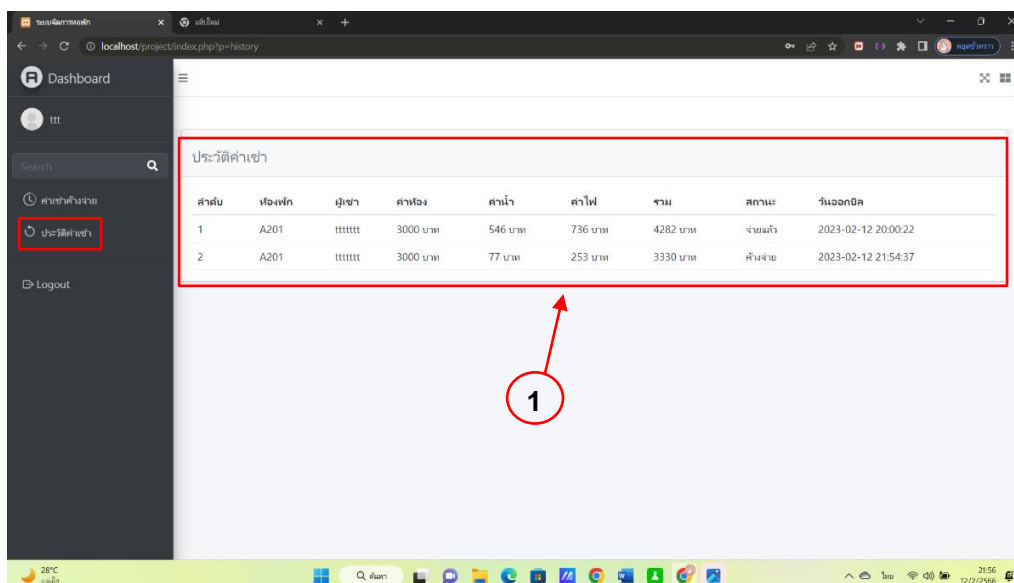 ระบบจัดการหอพัก
แท็บใหม่
localhost/project/index.php?p=history
หยุดชั่วคราว
Dashboard
ttt
Search
ค่าเช่าค้างจ่าย
ประวัติค่าเช่า
Logout
ประวัติค่าเช่า
ลำดับ ห้องพัก ผู้เช่า ค่าห้อง ค่าน้ำ ค่าไฟ รวม สถานะ วันออกบิล
1 A201 ttttttt 3000 บาท 546 บาท 736 บาท 4282 บาท จ่ายแล้ว 2023-02-12 20:00:22
2 A201 ttttttt 3000 บาท 77 บาท 253 บาท 3330 บาท ค้างจ่าย 2023-02-12 21:54:37
1
28°C
ค้นหา
ไทย
21:56
12/2/2566